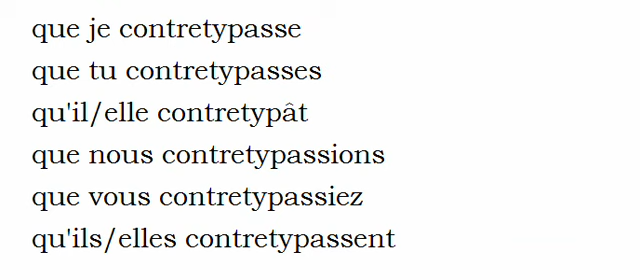 que je contretypasse
que tu contretypasses
qu'il/elle contretypât
que nous contretypassions
que vous contretypassiez
qu'ils/elles contretypassent